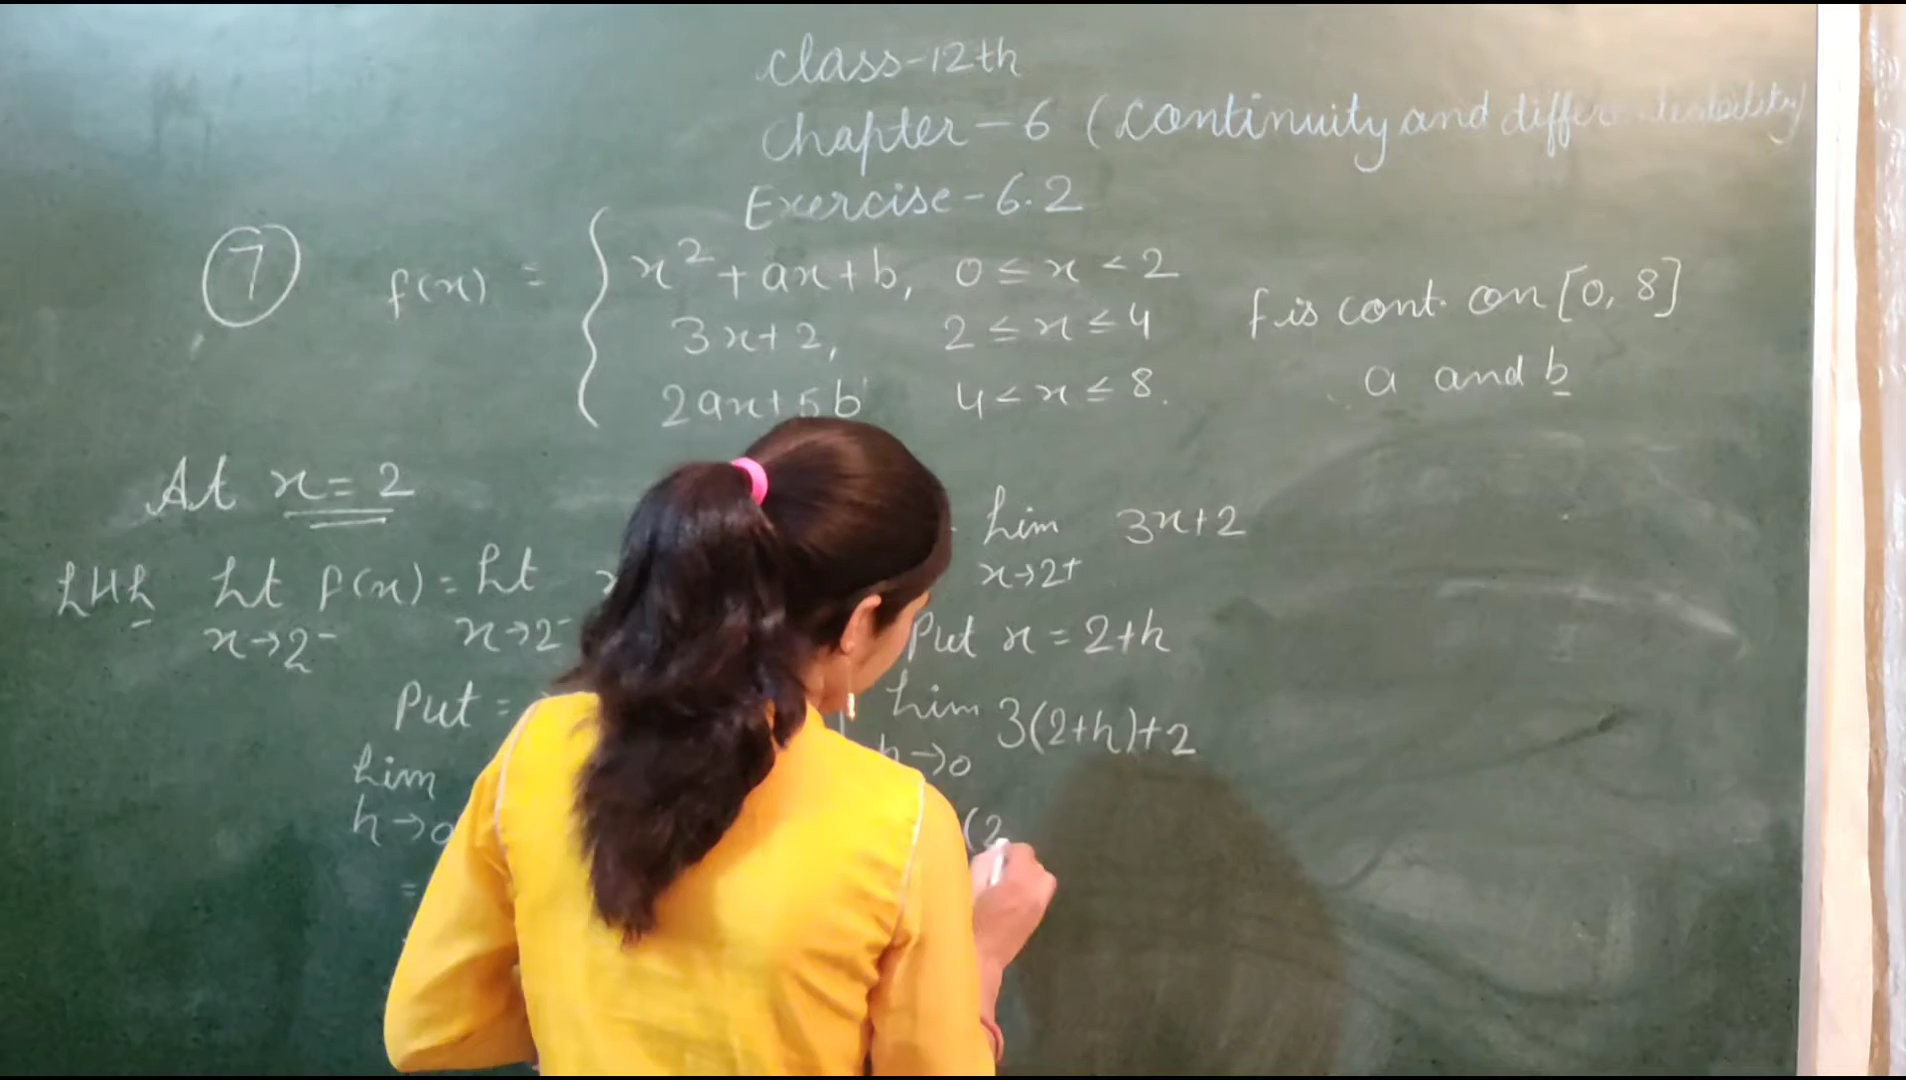 Class-12th
Chapter-6 (Continuity and
Exercise-6.2
7 f(x) = { x²+ax+b, 0≤x<2
3x+2, 2≤x≤4
2ax+5b 4<x≤8.
f is cont. on [0, 8]
a and b
At x=2
LHL Lt f(x) = Lt
x→2⁻ x→2⁻
Put =
Lim
h→0
=
Lim 3x+2
x→2⁺
Put x=2+h
Lim 3(2+h)+2
h→0
(2